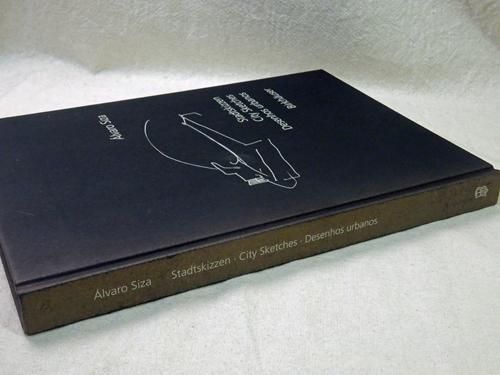 Álvaro Siza
Stadtskizzen
City Sketches
Desenhos urbanos
Birkhäuser
Álvaro Siza Stadtskizzen · City Sketches · Desenhos urbanos